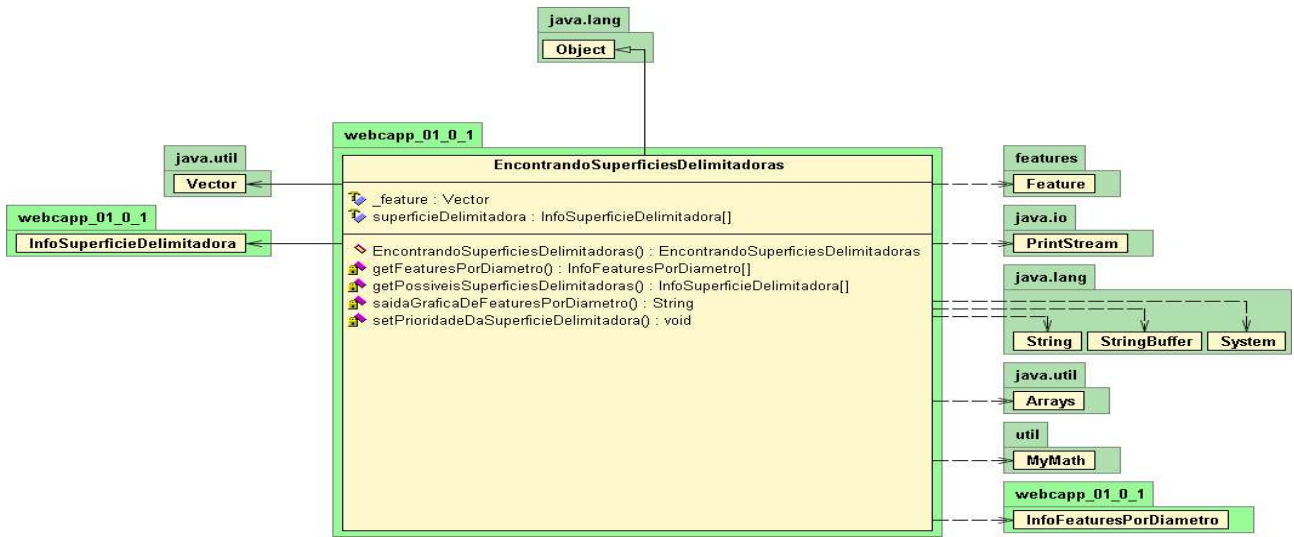 java.lang
Object
webcapp_01_0_1
EncontrandoSuperficiesDelimitadoras
_feature : Vector
superficieDelimitadora : InfoSuperficieDelimitadora[]
EncontrandoSuperficiesDelimitadoras() : EncontrandoSuperficiesDelimitadoras
getFeaturesPorDiametro() : InfoFeaturesPorDiametro[]
getPossiveisSuperficiesDelimitadoras() : InfoSuperficieDelimitadora[]
saidaGraficaDeFeaturesPorDiametro() : String
setPrioridadeDaSuperficieDelimitadora() : void
java.util
Vector
webcapp_01_0_1
InfoSuperficieDelimitadora
features
Feature
java.io
PrintStream
java.lang
String StringBuffer System
java.util
Arrays
util
MyMath
webcapp_01_0_1
InfoFeaturesPorDiametro